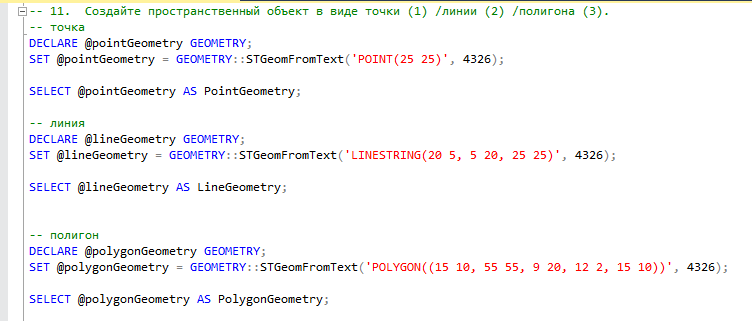 -- 11.  Создайте пространственный объект в виде точки (1) /линии (2) /полигона (3).
-- точка
DECLARE @pointGeometry GEOMETRY;
SET @pointGeometry = GEOMETRY::STGeomFromText('POINT(25 25)', 4326);
SELECT @pointGeometry AS PointGeometry;
-- линия
DECLARE @lineGeometry GEOMETRY;
SET @lineGeometry = GEOMETRY::STGeomFromText('LINESTRING(20 5, 5 20, 25 25)', 4326);
SELECT @lineGeometry AS LineGeometry;
-- полигон
DECLARE @polygonGeometry GEOMETRY;
SET @polygonGeometry = GEOMETRY::STGeomFromText('POLYGON((15 10, 55 55, 9 20, 12 2, 15 10))', 4326);
SELECT @polygonGeometry AS PolygonGeometry;